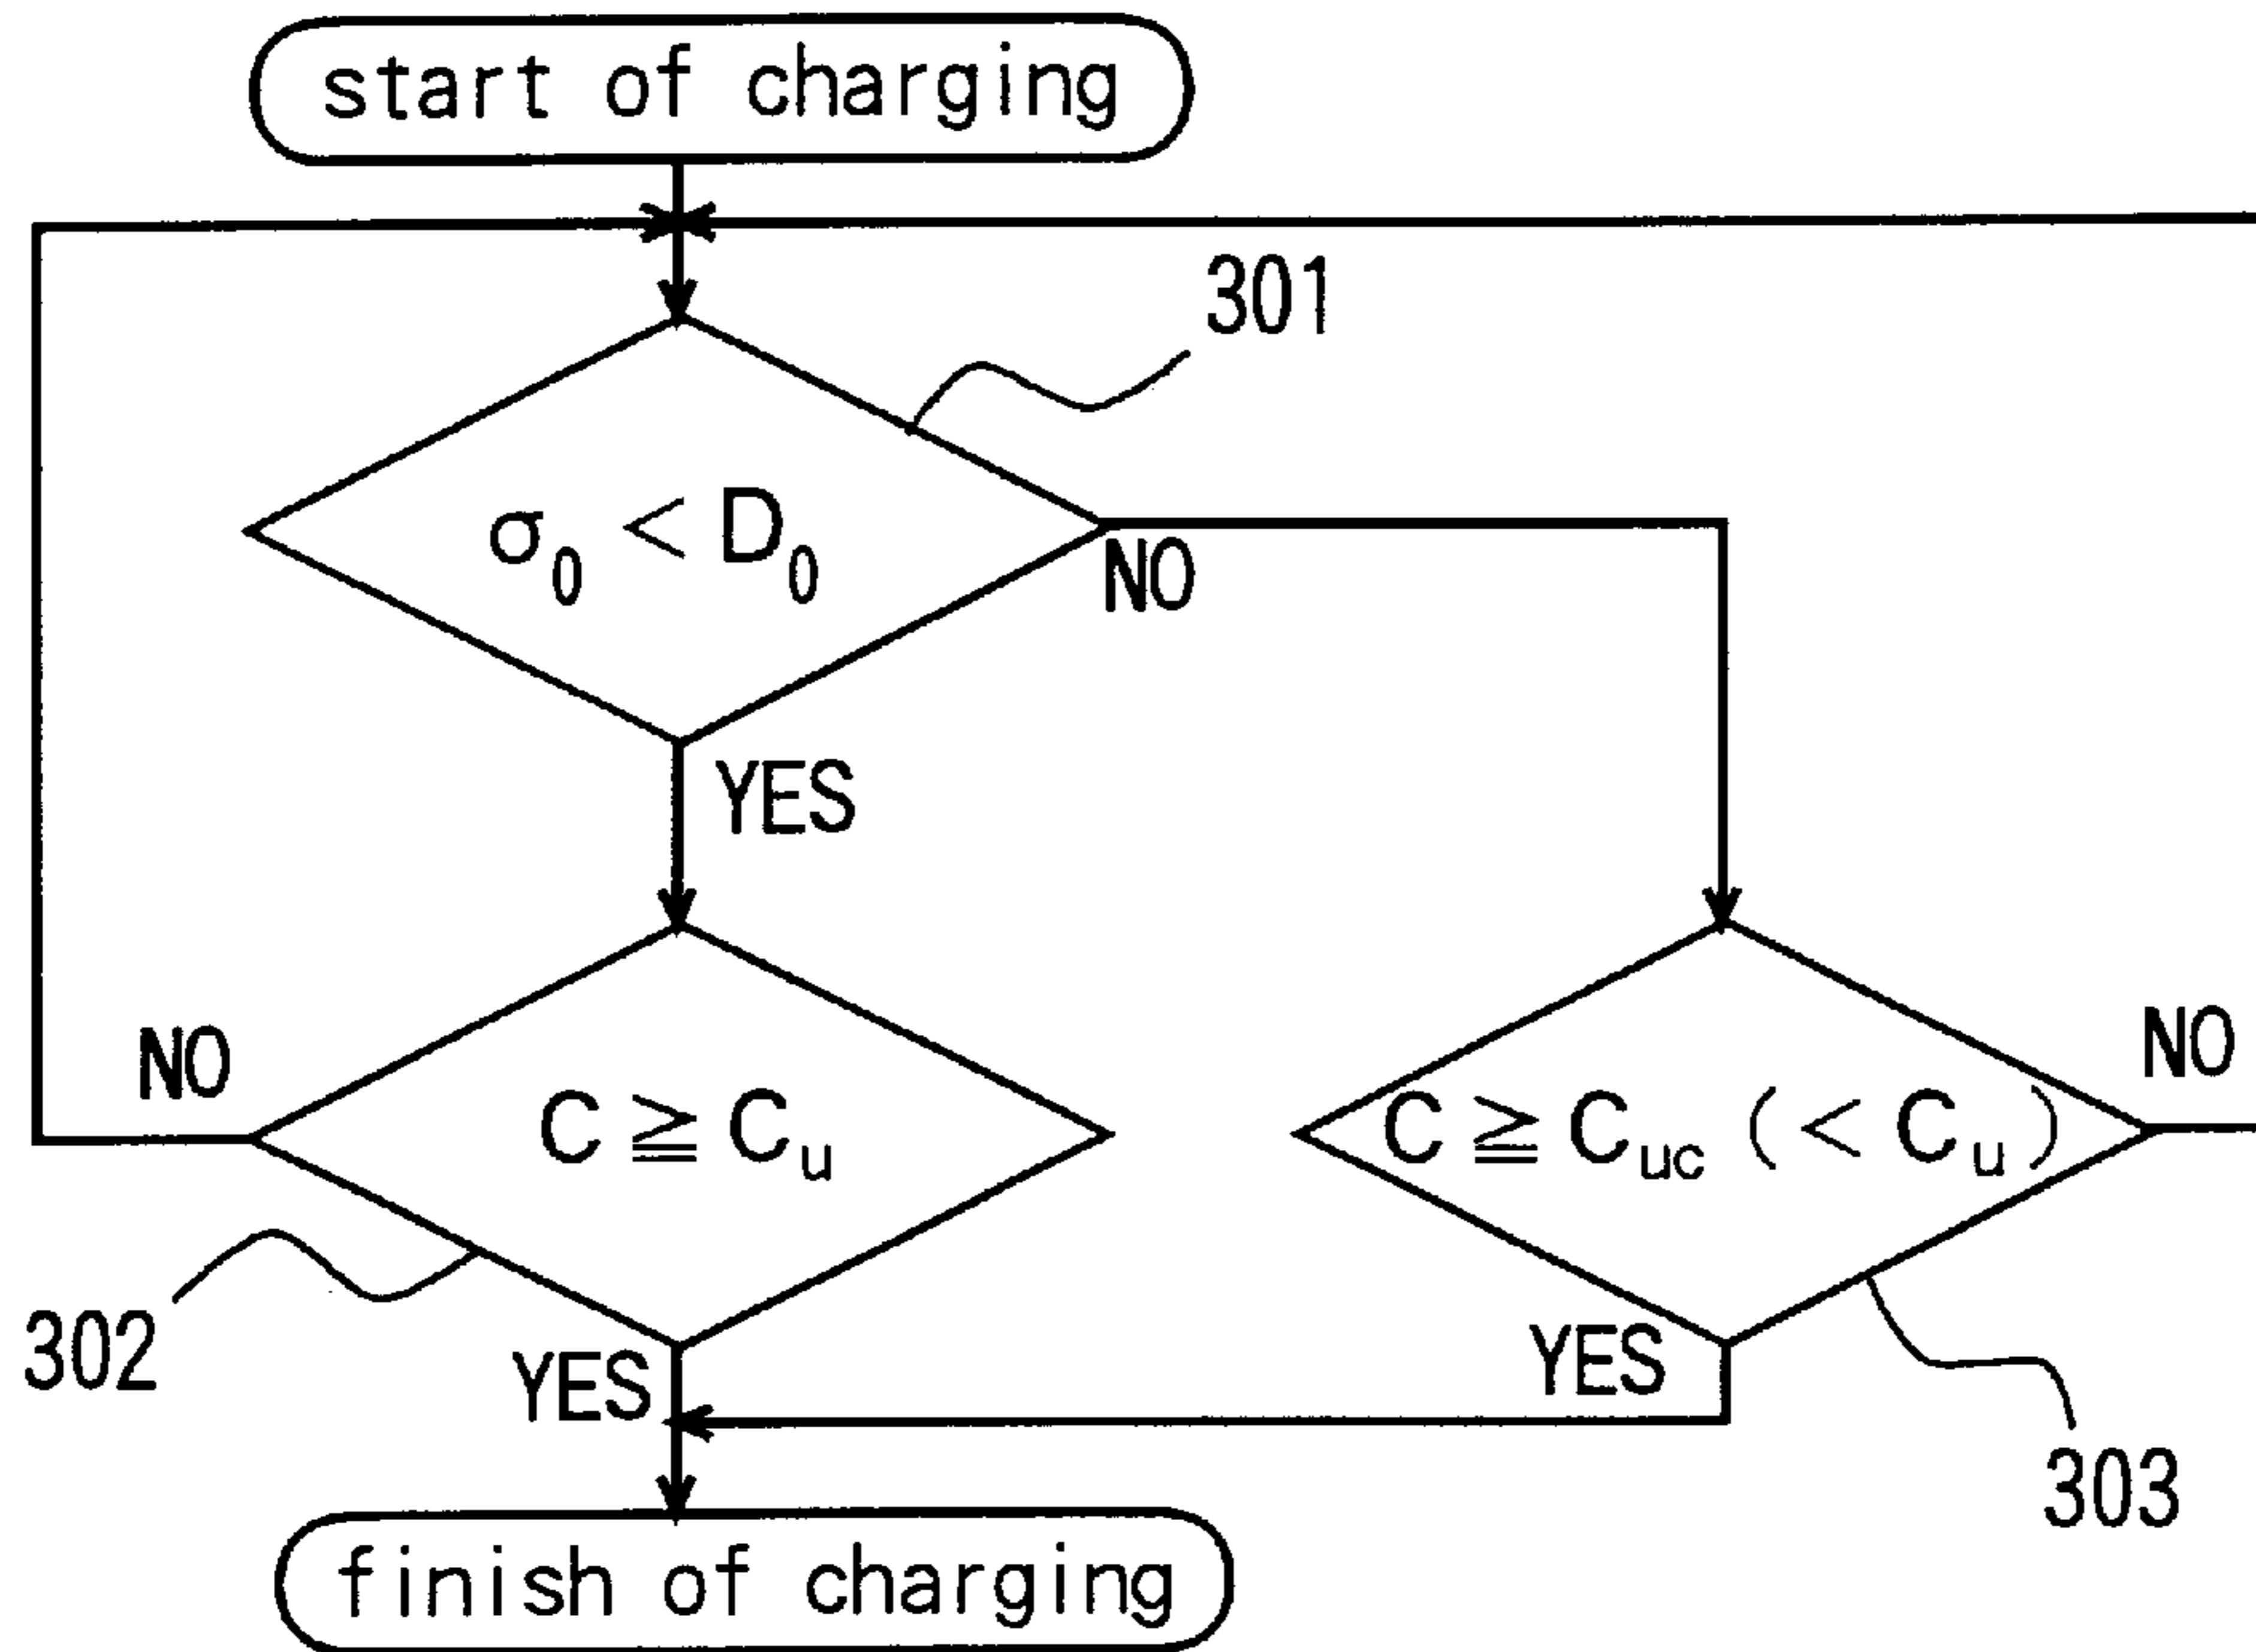 start of charging
301
σ₀ < D₀
NO
YES
NO
C ≧ Cᵤ
C ≧ C_uc (< Cᵤ)
NO
302
YES
YES
303
finish of charging